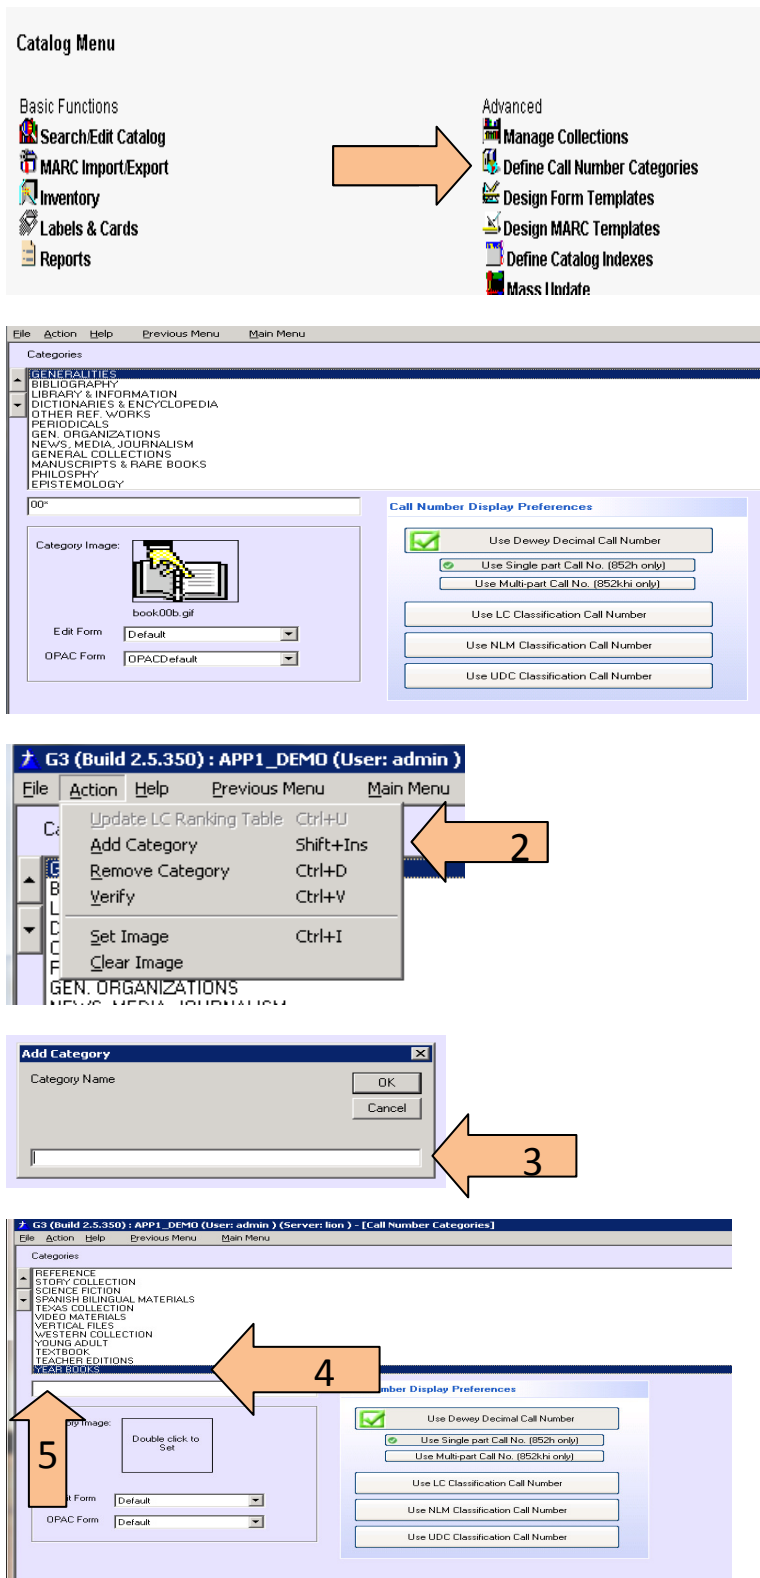 Catalog Menu
Basic Functions
Search/Edit Catalog
MARC Import/Export
Inventory
Labels & Cards
Reports
Advanced
Manage Collections
Define Call Number Categories
Design Form Templates
Design MARC Templates
Define Catalog Indexes
Mass Update
File Action Help Previous Menu Main Menu
Categories
GENERALITIES
BIBLIOGRAPHY
LIBRARY & INFORMATION
DICTIONARIES & ENCYCLOPEDIA
OTHER REF. WORKS
PERIODICALS
GEN. ORGANIZATIONS
NEWS, MEDIA, JOURNALISM
GENERAL COLLECTIONS
MANUSCRIPTS & RARE BOOKS
PHILOSPHY
EPISTEMOLOGY
00*
Category Image:
book00b.gif
Edit Form Default
OPAC Form OPACDefault
Call Number Display Preferences
Use Dewey Decimal Call Number
Use Single part Call No. (852h only)
Use Multi-part Call No. (852khi only)
Use LC Classification Call Number
Use NLM Classification Call Number
Use UDC Classification Call Number
G3 (Build 2.5.350) : APP1_DEMO (User: admin )
File Action Help Previous Menu Main Menu
Ca
Update LC Ranking Table Ctrl+U
Add Category Shift+Ins
Remove Category Ctrl+D
Verify Ctrl+V
Set Image Ctrl+I
Clear Image
GEN. ORGANIZATIONS
NEWS, MEDIA, JOURNALISM
2
Add Category
Category Name
OK
Cancel
3
G3 (Build 2.5.350) : APP1_DEMO (User: admin ) (Server: lion ) - [Call Number Categories]
File Action Help Previous Menu Main Menu
Categories
REFERENCE
STORY COLLECTION
SCIENCE FICTION
SPANISH BILINGUAL MATERIALS
TEXAS COLLECTION
VIDEO MATERIALS
VERTICAL FILES
WESTERN COLLECTION
YOUNG ADULT
TEXTBOOK
TEACHER EDITIONS
YEAR BOOKS
4
5
ory Image:
Double click to
Set
it Form Default
OPAC Form Default
mber Display Preferences
Use Dewey Decimal Call Number
Use Single part Call No. (852h only)
Use Multi-part Call No. (852khi only)
Use LC Classification Call Number
Use NLM Classification Call Number
Use UDC Classification Call Number